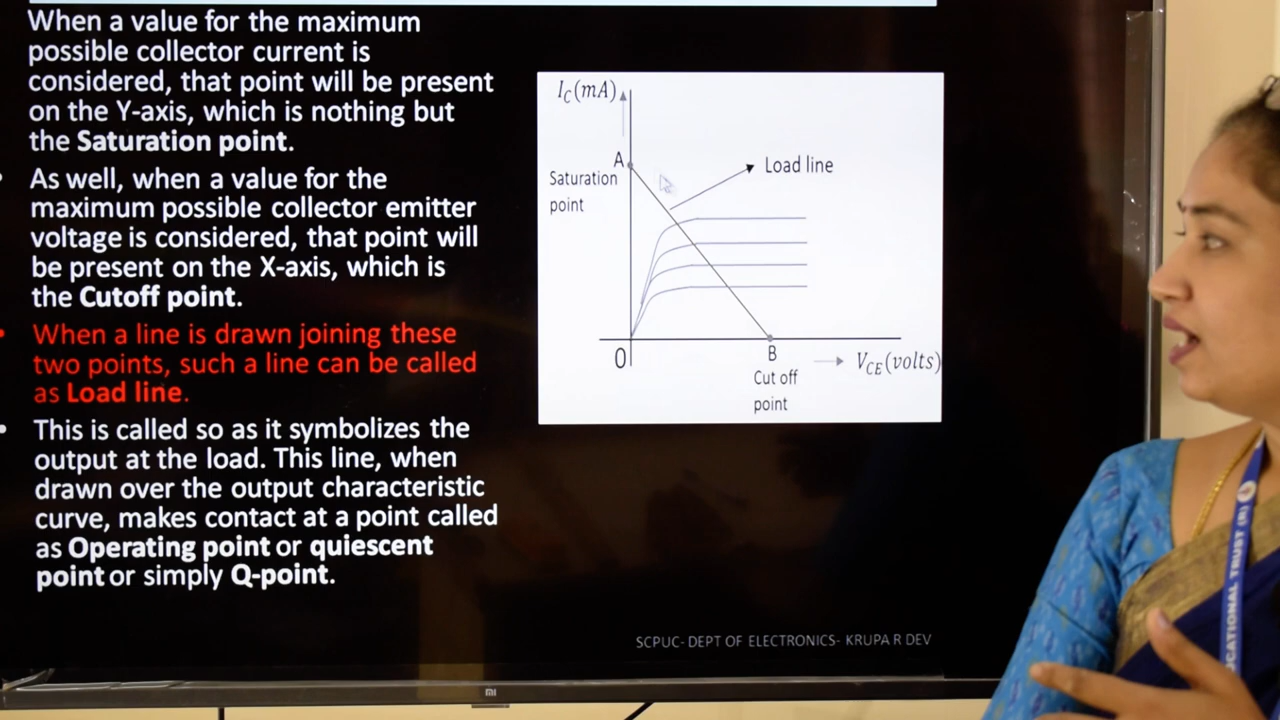 When a value for the maximum
possible collector current is
considered, that point will be present
on the Y-axis, which is nothing but
the Saturation point.
• As well, when a value for the
maximum possible collector emitter
voltage is considered, that point will
be present on the X-axis, which is
the Cutoff point.
• When a line is drawn joining these
two points, such a line can be called
as Load line.
• This is called so as it symbolizes the
output at the load. This line, when
drawn over the output characteristic
curve, makes contact at a point called
as Operating point or quiescent
point or simply Q-point.
I_C(mA)
A
Saturation
point
Load line
O
B
V_CE(volts)
Cut off
point
SCPUC- DEPT OF ELECTRONICS- KRUPA R DEV
mi
TRUST (R)